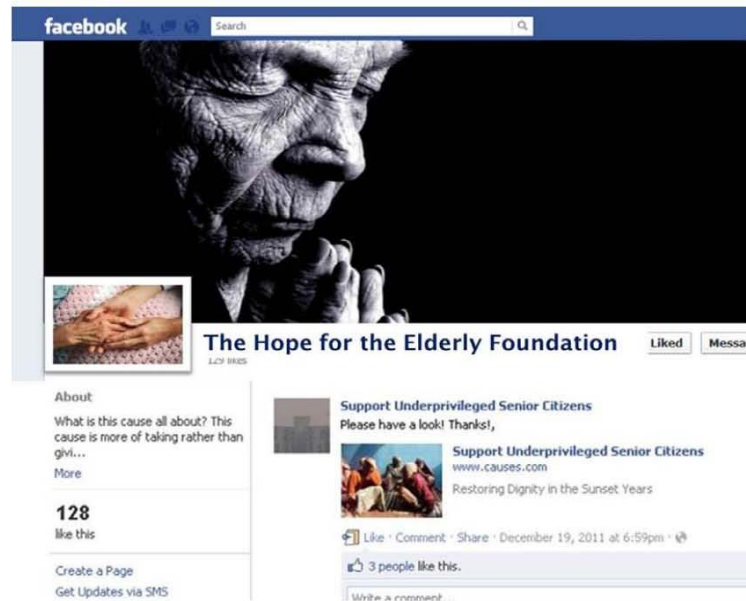 facebook
Search
The Hope for the Elderly Foundation
Liked
Messa
129 likes
About
What is this cause all about? This
cause is more of taking rather than
givi...
More
128
like this
Create a Page
Get Updates via SMS
Support Underprivileged Senior Citizens
Please have a look! Thanks!,
Support Underprivileged Senior Citizens
www.causes.com
Restoring Dignity in the Sunset Years
Like · Comment · Share · December 19, 2011 at 6:59pm ·
3 people like this.
Write a comment...